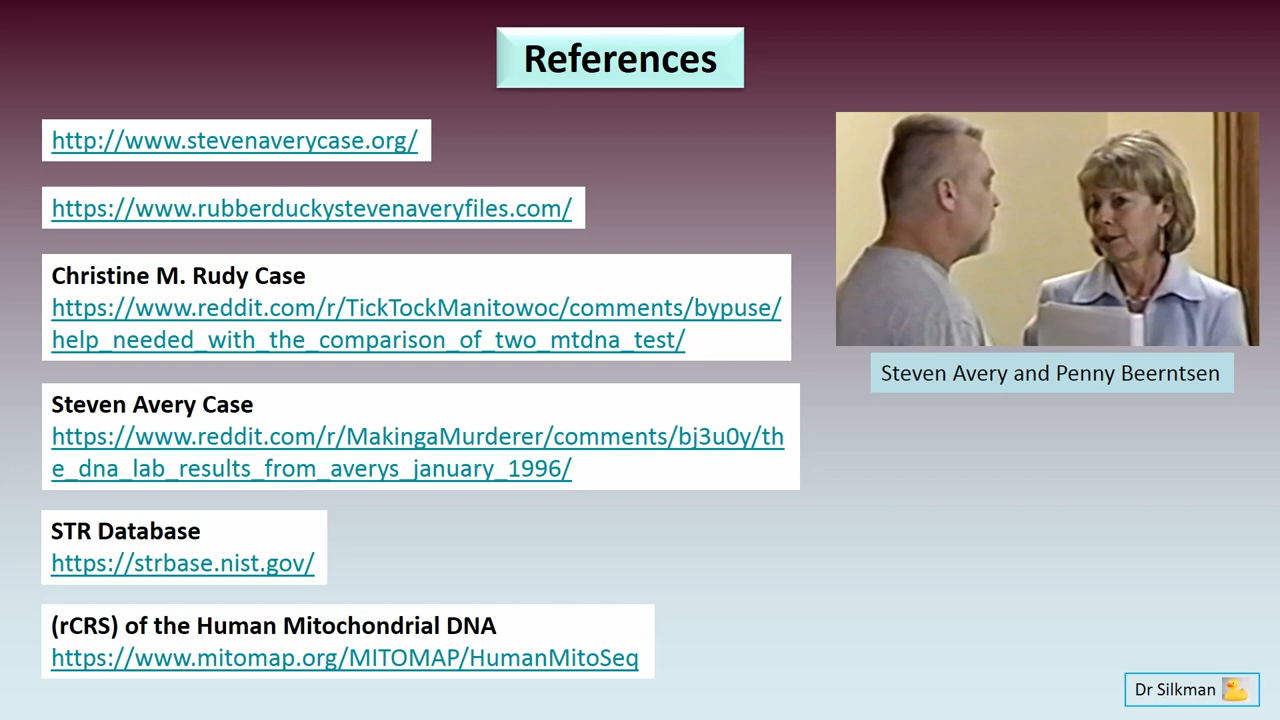 References
http://www.stevenaverycase.org/
https://www.rubberduckystevenaveryfiles.com/
Christine M. Rudy Case
https://www.reddit.com/r/TickTockManitowoc/comments/bypuse/
help_needed_with_the_comparison_of_two_mtdna_test/
Steven Avery Case
https://www.reddit.com/r/MakingaMurderer/comments/bj3u0y/th
e_dna_lab_results_from_averys_january_1996/
STR Database
https://strbase.nist.gov/
(rCRS) of the Human Mitochondrial DNA
https://www.mitomap.org/MITOMAP/HumanMitoSeq
Steven Avery and Penny Beerntsen
Dr Silkman